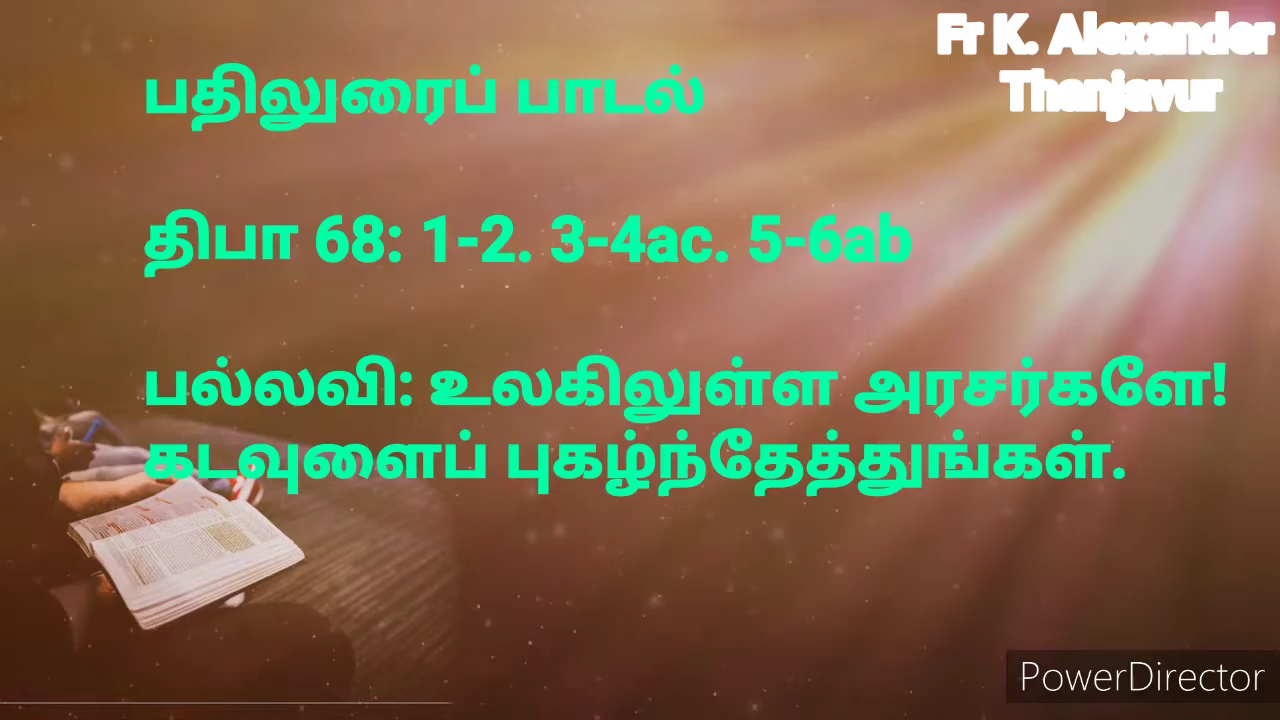 Fr K. Alexander
Thanjavur
பதிலுரைப் பாடல்
திபா 68: 1-2. 3-4ac. 5-6ab
பல்லவி: உலகிலுள்ள அரசர்களே!
கடவுளைப் புகழ்ந்தேத்துங்கள்.
PowerDirector